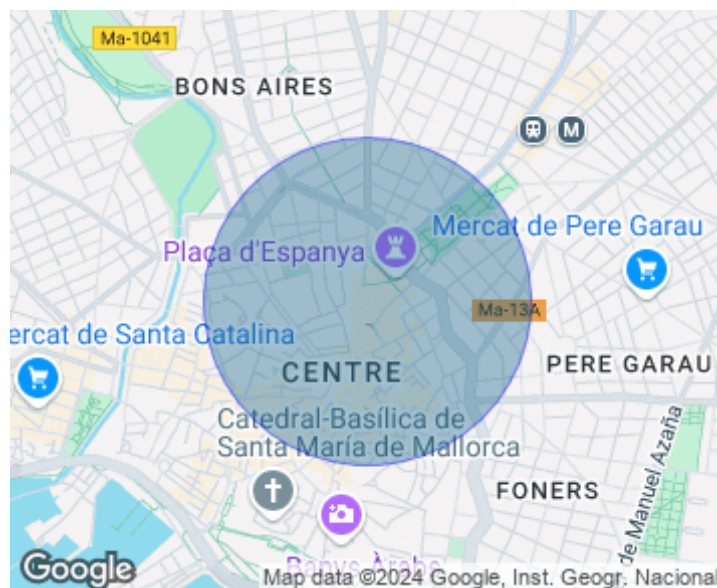 Ma-1041
BONS AIRES
M
Mercat de Pere Garau
Plaça d'Espanya
Ma-13A
ercat de Santa Catalina
CENTRE
PERE GARAU
Catedral-Basílica de
Santa María de Mallorca
de Manuel Azaña
FONERS
Banys Àrabs
Google
Map data ©2024 Google, Inst. Geogr. Nacional